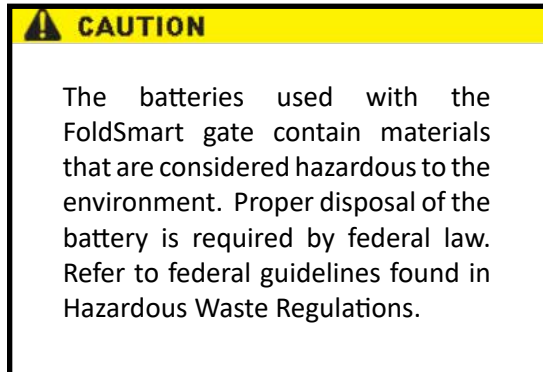 CAUTION
The batteries used with the
FoldSmart gate contain materials
that are considered hazardous to the
environment. Proper disposal of the
battery is required by federal law.
Refer to federal guidelines found in
Hazardous Waste Regulations.